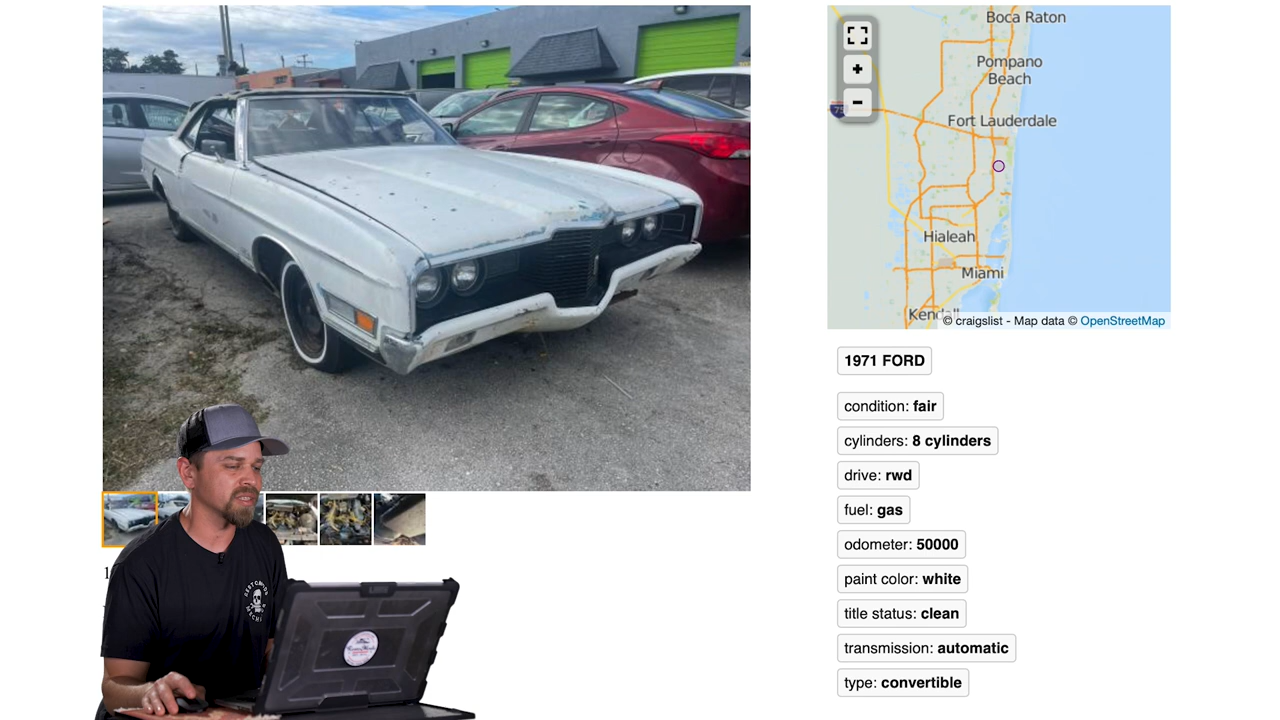 Boca Raton
Pompano
Beach
Fort Lauderdale
Hialeah
Miami
© craigslist - Map data © OpenStreetMap
1971 FORD
condition: fair
cylinders: 8 cylinders
drive: rwd
fuel: gas
odometer: 50000
paint color: white
title status: clean
transmission: automatic
type: convertible